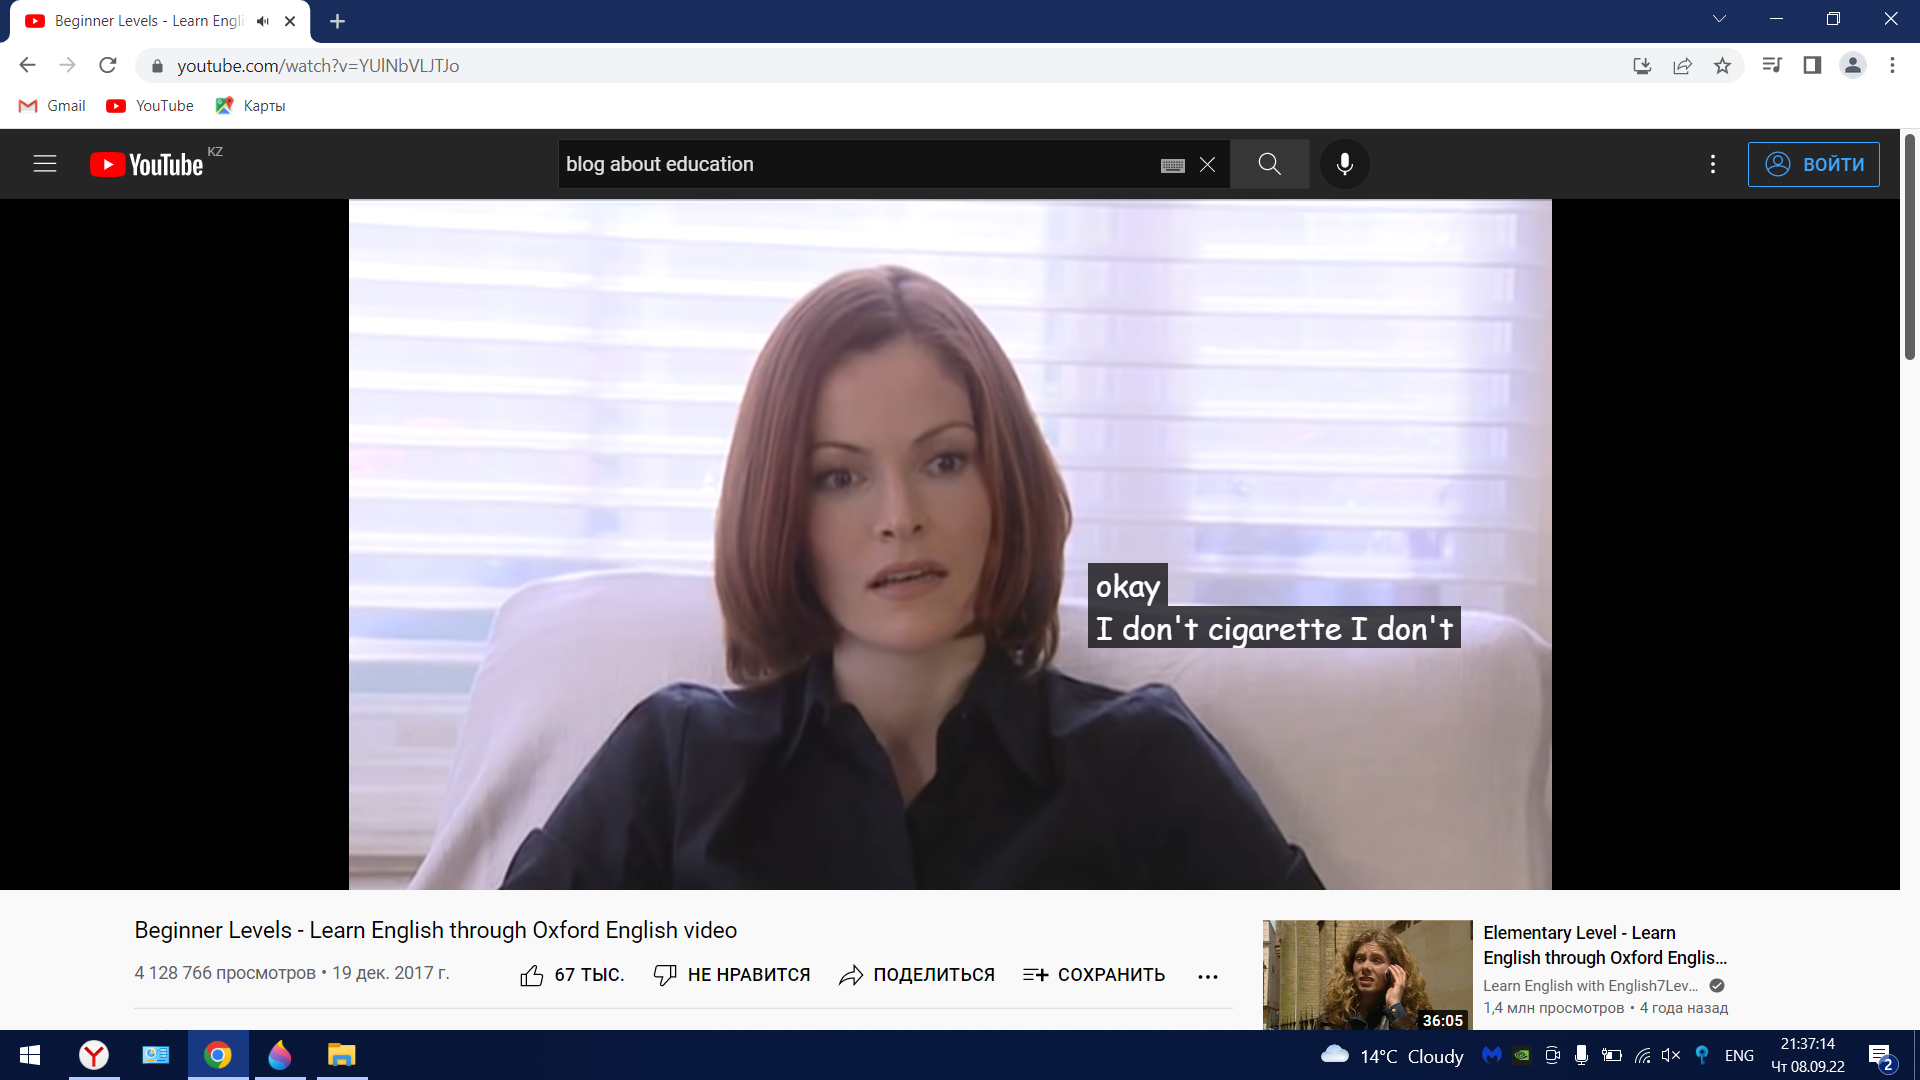 Beginner Levels - Learn Engli
youtube.com/watch?v=YUlNbVLJTJo
Gmail YouTube Карты
YouTube KZ
blog about education
ВОЙТИ
okay
I don't cigarette I don't
Beginner Levels - Learn English through Oxford English video
4 128 766 просмотров • 19 дек. 2017 г.
67 ТЫС. НЕ НРАВИТСЯ ПОДЕЛИТЬСЯ СОХРАНИТЬ
36:05
Elementary Level - Learn
English through Oxford Englis...
Learn English with English7Lev...
1,4 млн просмотров • 4 года назад
14°C Cloudy
ENG
21:37:14
Чт 08.09.22
2